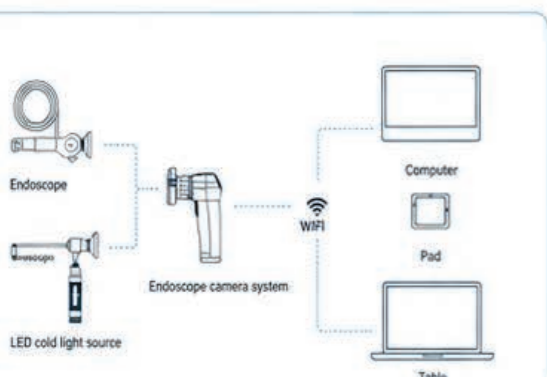 Endoscope
LED cold light source
Endoscope camera system
WIFI
Computer
Pad
Table